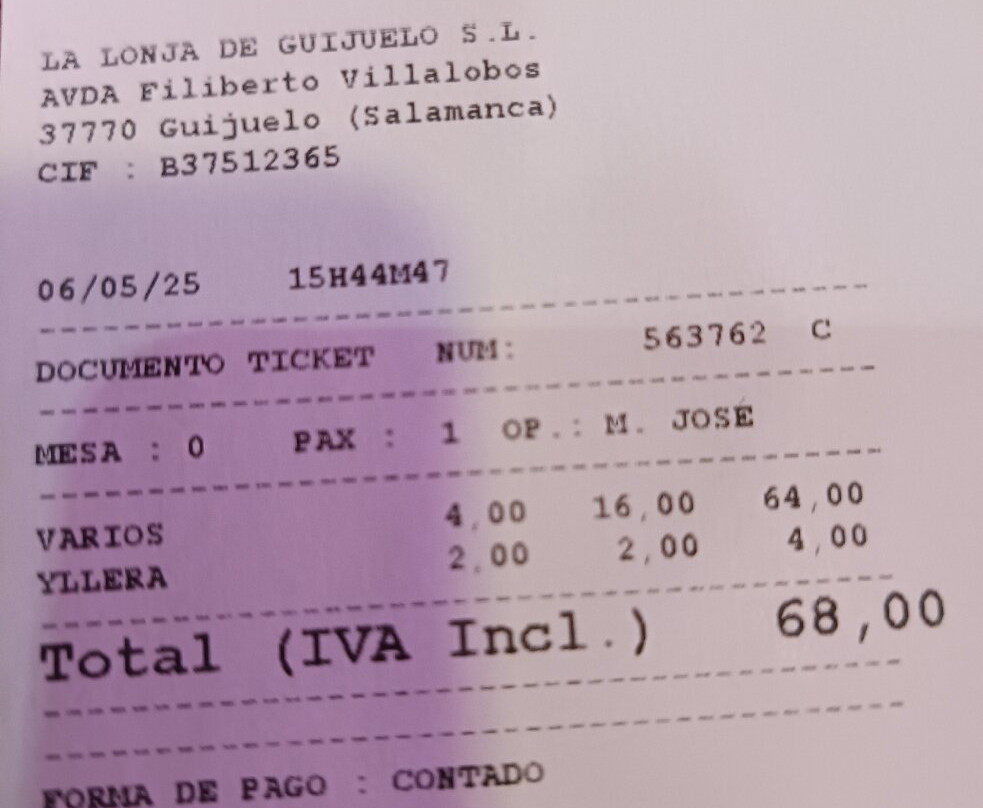 LA LONJA DE GUIJUELO S.L.
AVDA Filiberto Villalobos
37770 Guijuelo (Salamanca)
CIF : B37512365
06/05/25 15H44M47
DOCUMENTO TICKET NUM: 563762 C
MESA : 0 PAX : 1 OP.: M. JOSÉ
VARIOS 4,00 16,00 64,00
YLLERA 2,00 2,00 4,00
Total (IVA Incl.) 68,00
FORMA DE PAGO : CONTADO